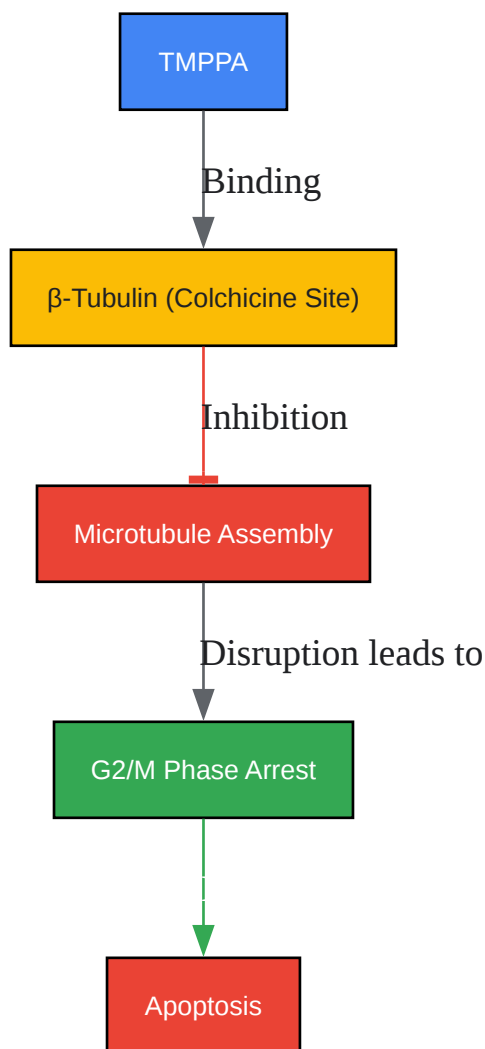 TMPPA
Binding
β-Tubulin (Colchicine Site)
Inhibition
Microtubule Assembly
Disruption leads to
G2/M Phase Arrest
Apoptosis